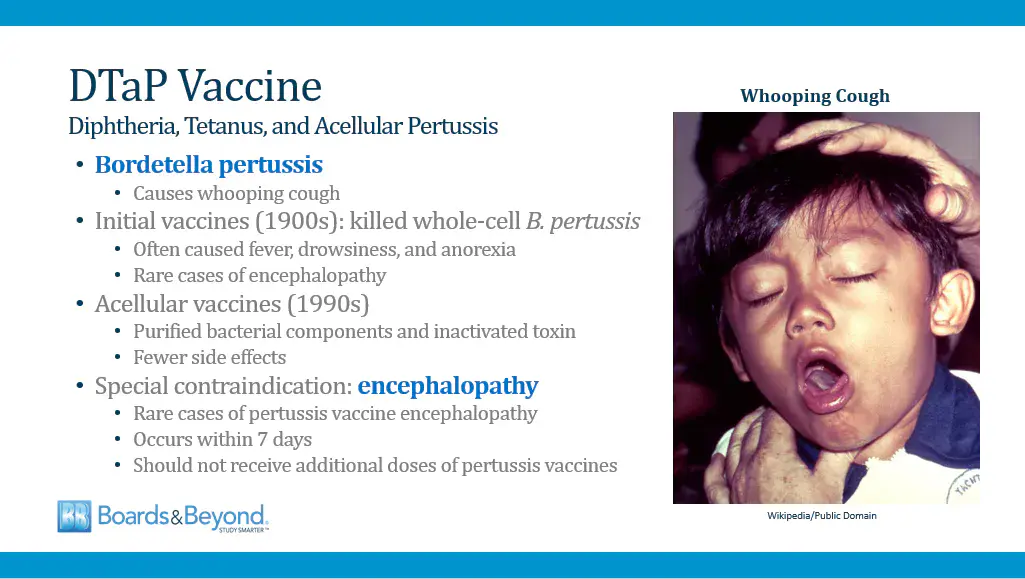 DTaP Vaccine
Diphtheria, Tetanus, and Acellular Pertussis
• Bordetella pertussis
• Causes whooping cough
• Initial vaccines (1900s): killed whole-cell B. pertussis
• Often caused fever, drowsiness, and anorexia
• Rare cases of encephalopathy
• Acellular vaccines (1990s)
• Purified bacterial components and inactivated toxin
• Fewer side effects
• Special contraindication: encephalopathy
• Rare cases of pertussis vaccine encephalopathy
• Occurs within 7 days
• Should not receive additional doses of pertussis vaccines
BB Boards&Beyond®
STUDY SMARTER™
Whooping Cough
YACHT
Wikipedia/Public Domain